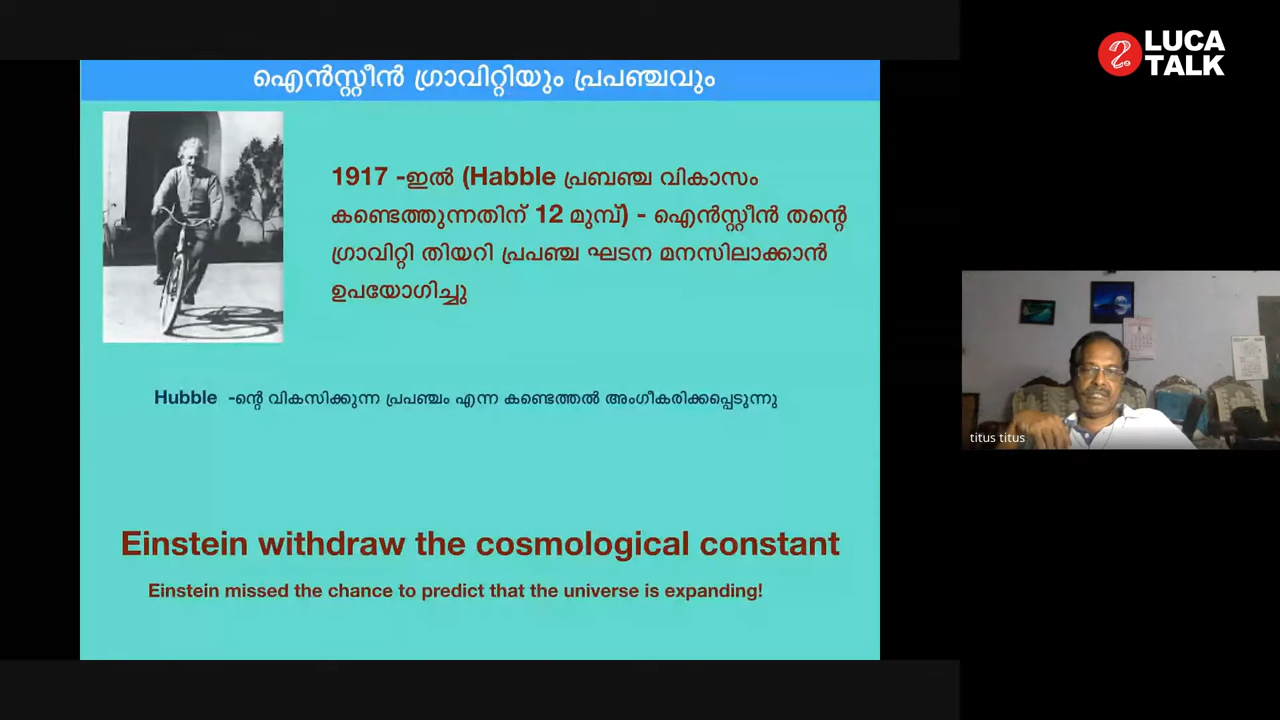 ഐൻസ്റ്റീൻ ഗ്രാവിറ്റിയും പ്രപഞ്ചവും
1917 -ഇൽ (Habble പ്രബഞ്ച വികാസം
കണ്ടെത്തുന്നതിന് 12 മുമ്പ്) - ഐൻസ്റ്റീൻ തന്റെ
ഗ്രാവിറ്റി തിയറി പ്രപഞ്ച ഘടന മനസിലാക്കാൻ
ഉപയോഗിച്ചു
Hubble -ന്റെ വികസിക്കുന്ന പ്രപഞ്ചം എന്ന കണ്ടെത്തൽ അംഗീകരിക്കപ്പെടുന്നു
Einstein withdraw the cosmological constant
Einstein missed the chance to predict that the universe is expanding!
LUCA
TALK
titus titus